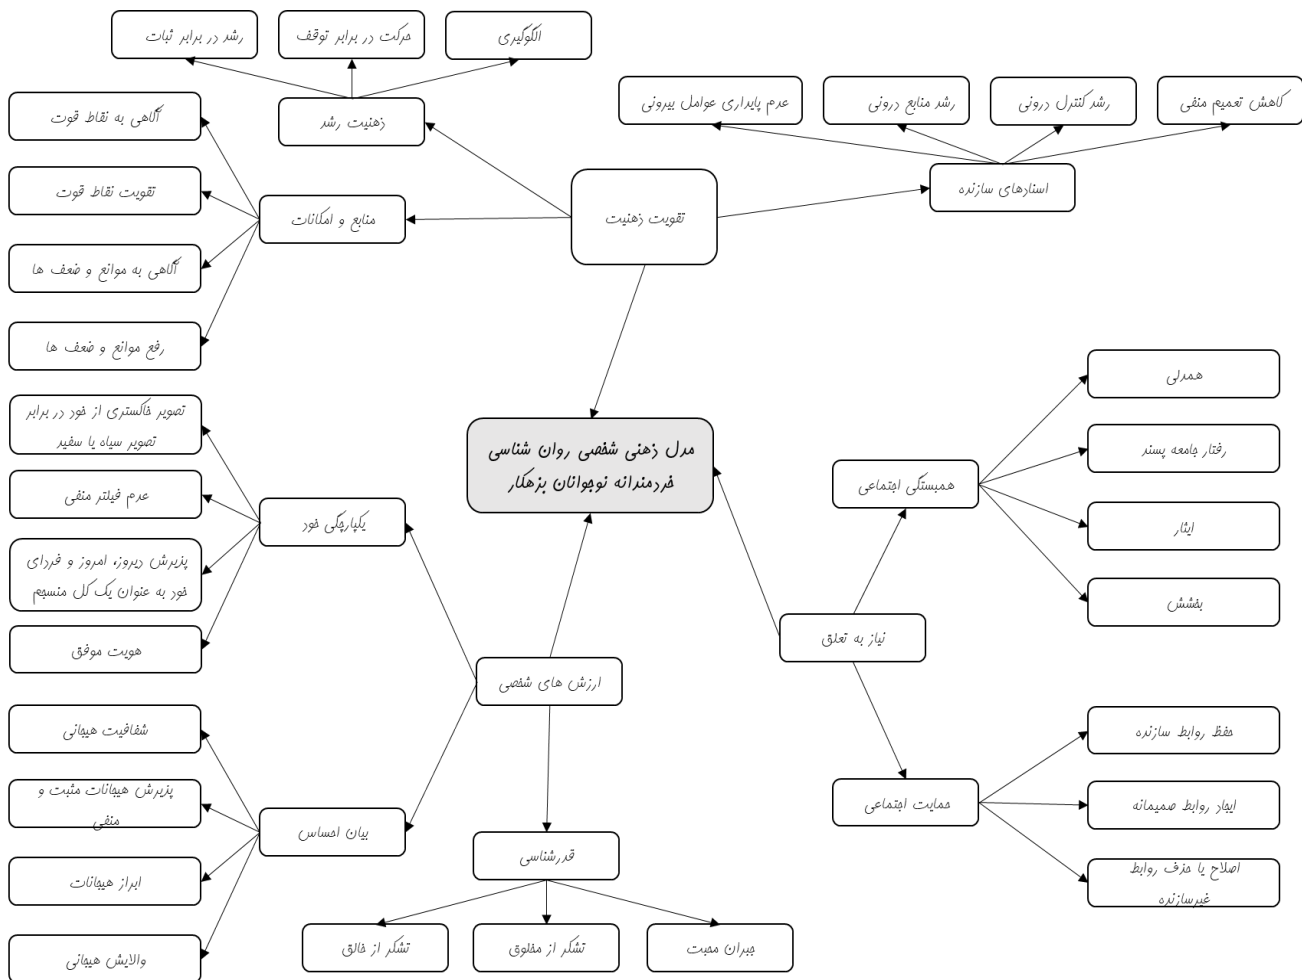 رشد در برابر ثبات
حرکت در برابر توقف
الگوگیری
ذهنیت رشد
عدم پایداری عوامل بیرونی
رشد منابع درونی
رشد کنترل درونی
کاهش تعمیم منفی
اسنادهای سازنده
تقویت ذهنیت
آگاهی به نقاط قوت
تقویت نقاط قوت
آگاهی به موانع و ضعف ها
رفع موانع و ضعف ها
منابع و امکانات
مدل ذهنی شخصی روان شناسی
خردمندانه نوجوانان بزهکار
همدلی
رفتار جامعه پسند
ایثار
بخشش
همبستگی اجتماعی
نیاز به تعلق
حمایت اجتماعی
حفظ روابط سازنده
ایجاد روابط صمیمانه
اصلاح یا حذف روابط
غیرسازنده
تصویر خاکستری از خود در برابر
تصویر سیاه یا سفید
عدم فیلتر منفی
پذیرش دیروز، امروز و فردای
خود به عنوان یک کل منسجم
هویت موفق
یکپارچگی خود
ارزش های شخصی
شفافیت هیجانی
پذیرش هیجانات مثبت و
منفی
ابراز هیجانات
والایش هیجانی
بیان احساس
قدرشناسی
تشکر از خالق
تشکر از مخلوق
جبران محبت